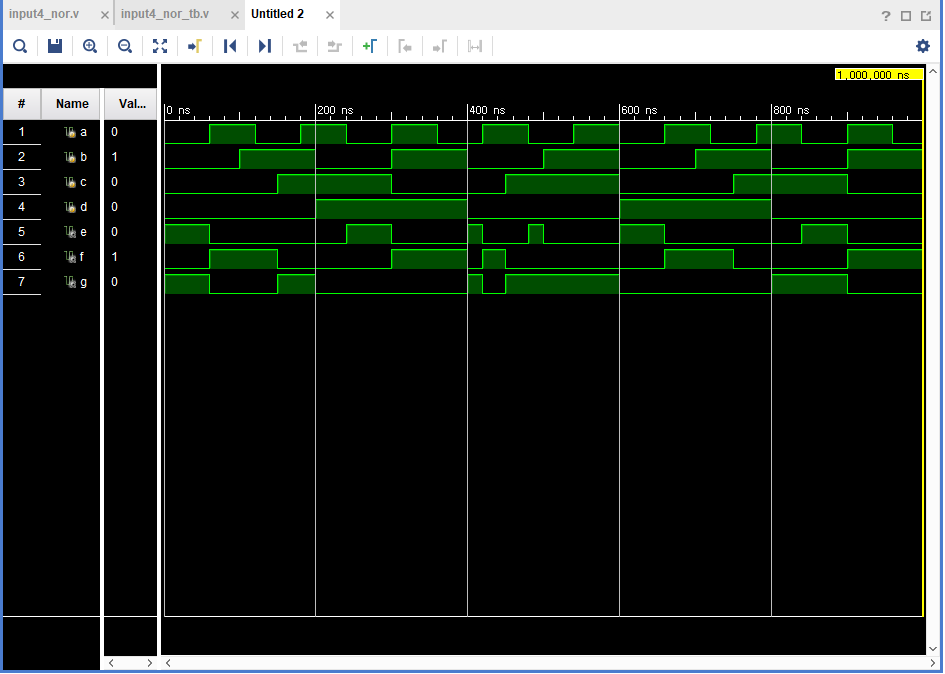 input4_nor.v × input4_nor_tb.v × Untitled 2 ×
?
1,000,000 ns
# Name Val...
0 ns 200 ns 400 ns 600 ns 800 ns
1 a 0
2 b 1
3 c 0
4 d 0
5 e 0
6 f 1
7 g 0